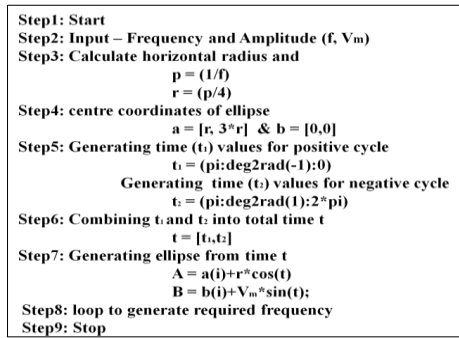 Step1: Start
Step2: Input – Frequency and Amplitude (f, Vm)
Step3: Calculate horizontal radius and
p = (1/f)
r = (p/4)
Step4: centre coordinates of ellipse
a = [r, 3*r] & b = [0,0]
Step5: Generating time (t₁) values for positive cycle
t₁ = (pi:deg2rad(-1):0)
Generating time (t₂) values for negative cycle
t₂ = (pi:deg2rad(1):2*pi)
Step6: Combining t₁ and t₂ into total time t
t = [t₁,t₂]
Step7: Generating ellipse from time t
A = a(i)+r*cos(t)
B = b(i)+Vm*sin(t);
Step8: loop to generate required frequency
Step9: Stop